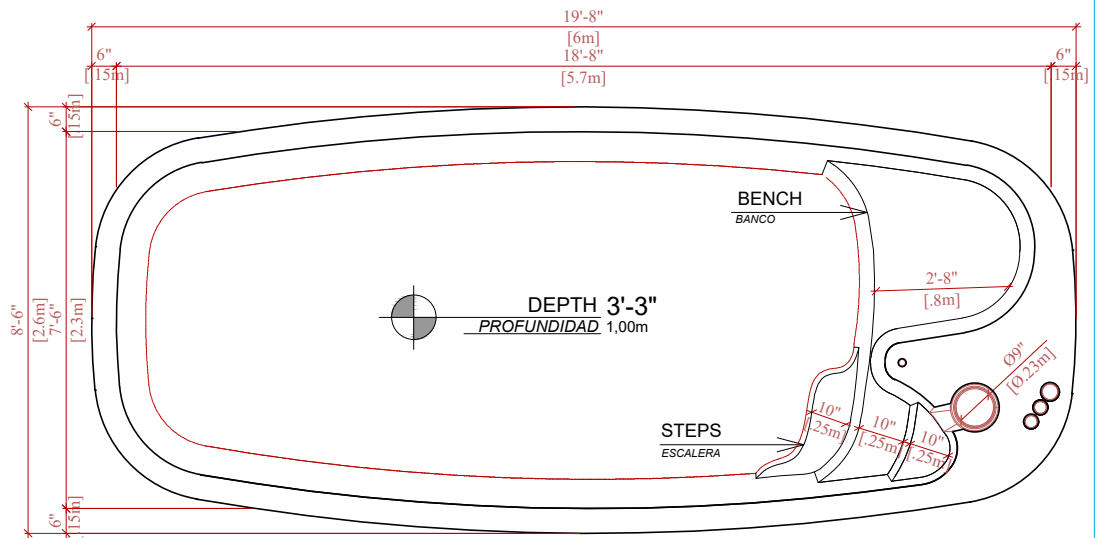 19'-8"
[6m]
6"
[.15m]
18'-8"
[5.7m]
6"
[.15m]
6"
[.15m]
8'-6"
[2.6m]
7'-6"
[2.3m]
6"
[.15m]
BENCH
BANCO
2'-8"
[.8m]
DEPTH 3'-3"
PROFUNDIDAD 1,00m
Ø9"
[Ø.23m]
STEPS
ESCALERA
10"
[.25m]
10"
[.25m]
10"
[.25m]